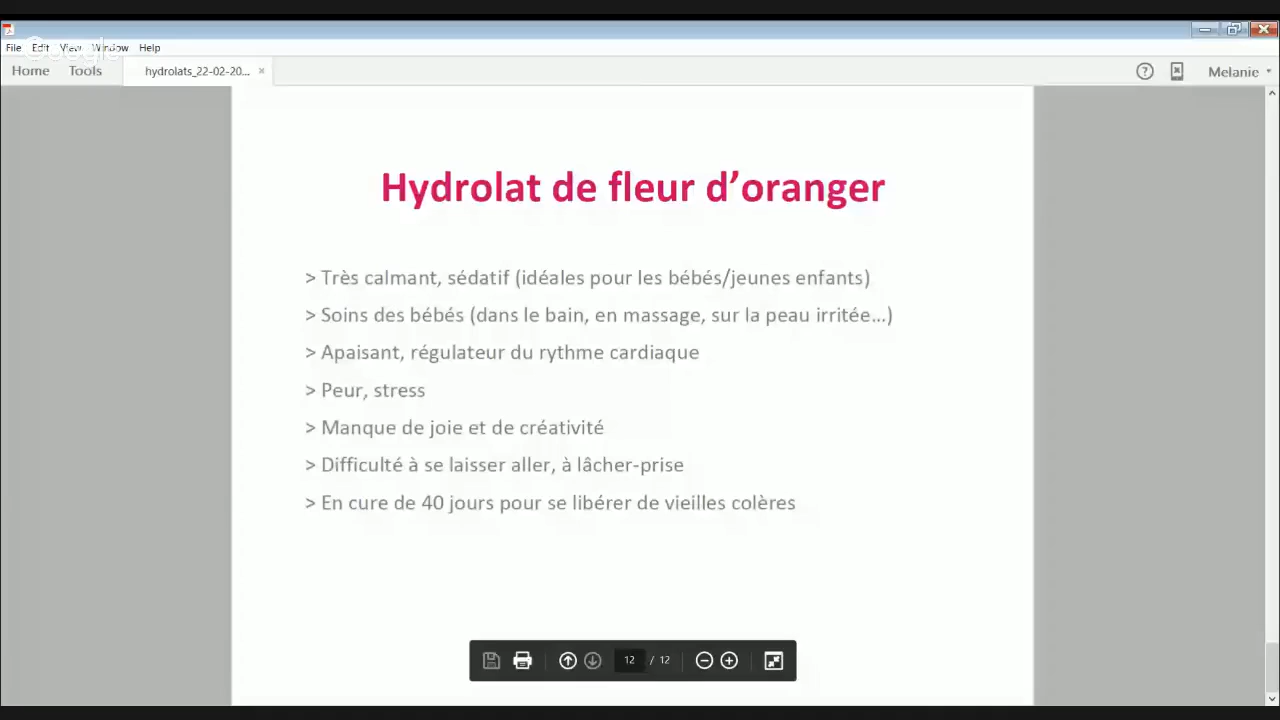 Google
File Edit View Window Help
Home Tools hydrolats_22-02-20... × Melanie
Hydrolat de fleur d’oranger
> Très calmant, sédatif (idéales pour les bébés/jeunes enfants)
> Soins des bébés (dans le bain, en massage, sur la peau irritée...)
> Apaisant, régulateur du rythme cardiaque
> Peur, stress
> Manque de joie et de créativité
> Difficulté à se laisser aller, à lâcher-prise
> En cure de 40 jours pour se libérer de vieilles colères
12 / 12